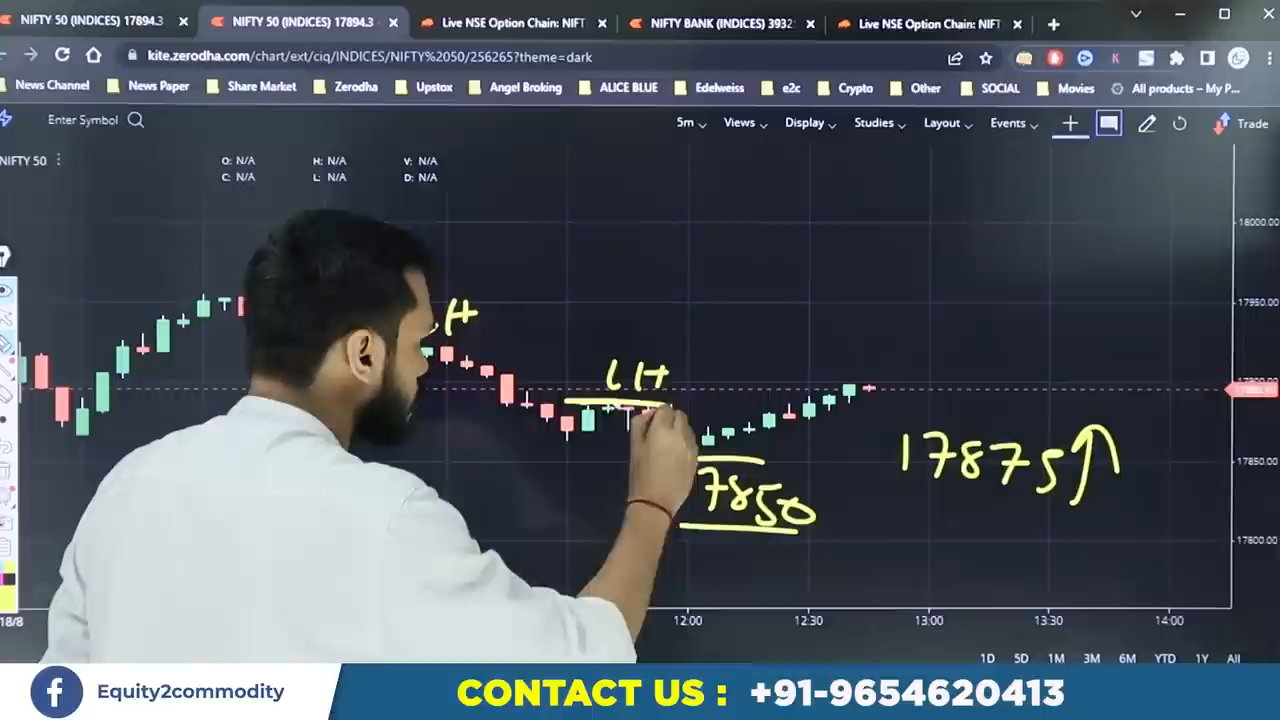 NIFTY 50 (INDICES) 17894.3
NIFTY 50 (INDICES) 17894.3
Live NSE Option Chain: NIFT
NIFTY BANK (INDICES) 3932
Live NSE Option Chain: NIFT
kite.zerodha.com/chart/ext/ciq/INDICES/NIFTY%2050/256265?theme=dark
News Channel
News Paper
Share Market
Zerodha
Upstox
Angel Broking
ALICE BLUE
Edelweiss
e2c
Crypto
Other
SOCIAL
Movies
All products – My P...
Enter Symbol
5m
Views
Display
Studies
Layout
Events
Trade
NIFTY 50
O: N/A
H: N/A
V: N/A
C: N/A
L: N/A
D: N/A
18000.00
17950.00
H
LH
17850.00
17875
7850
17800.00
18/8
12:00
12:30
13:00
13:30
14:00
1D
5D
1M
3M
6M
YTD
1Y
All
f
Equity2commodity
CONTACT US : +91-9654620413